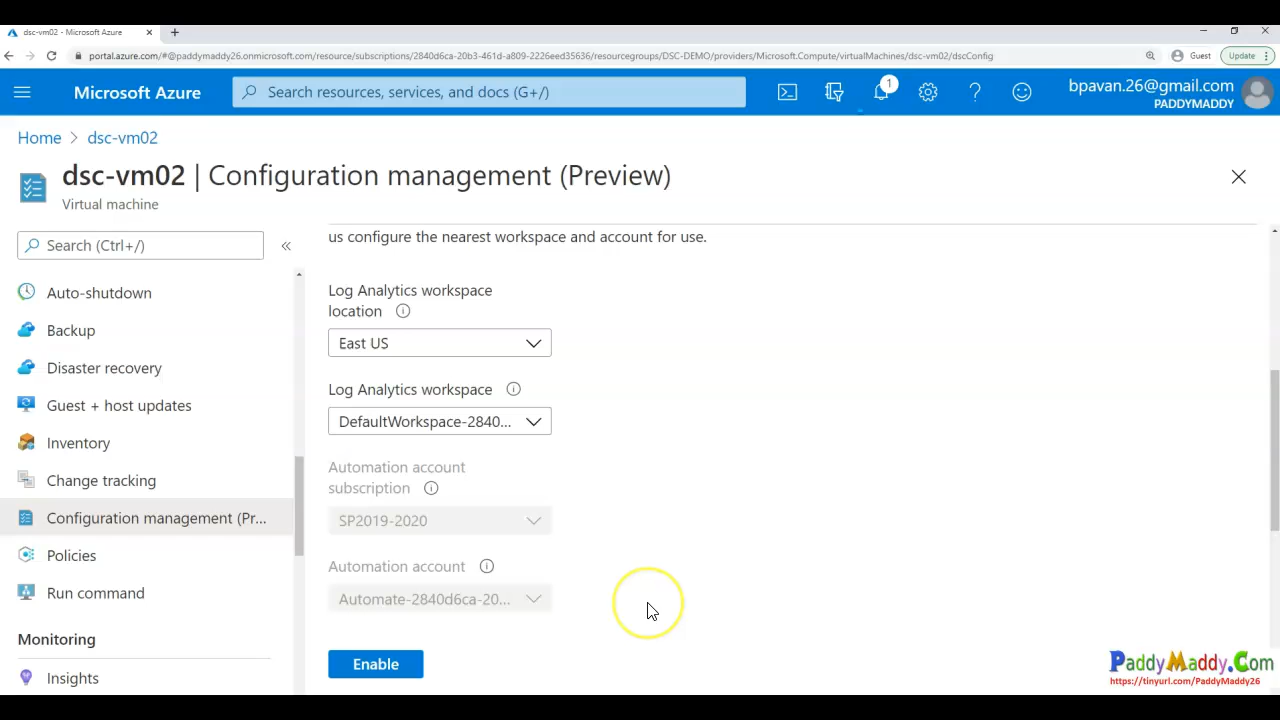 dsc-vm02 - Microsoft Azure
portal.azure.com/#@paddymaddy26.onmicrosoft.com/resource/subscriptions/2840d6ca-20b3-461d-a809-2226eed35636/resourcegroups/DSC-DEMO/providers/Microsoft.Compute/virtualMachines/dsc-vm02/dscConfig
Guest
Update
Microsoft Azure
Search resources, services, and docs (G+/)
1
bpavan.26@gmail.com
PADDYMADDY
Home > dsc-vm02
dsc-vm02 | Configuration management (Preview)
Virtual machine
Search (Ctrl+/)
«
Auto-shutdown
Backup
Disaster recovery
Guest + host updates
Inventory
Change tracking
Configuration management (Pr...
Policies
Run command
Monitoring
Insights
us configure the nearest workspace and account for use.
Log Analytics workspace
location
East US
Log Analytics workspace
DefaultWorkspace-2840...
Automation account
subscription
SP2019-2020
Automation account
Automate-2840d6ca-20...
Enable
PaddyMaddy.Com
https://tinyurl.com/PaddyMaddy26